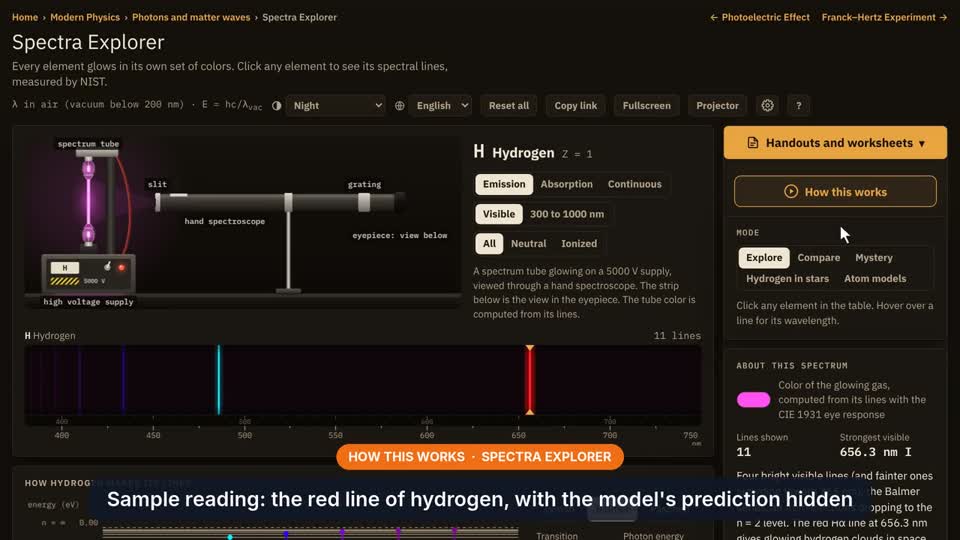 Home › Modern Physics › Photons and matter waves › Spectra Explorer
← Photoelectric Effect Franck–Hertz Experiment →
Spectra Explorer
Every element glows in its own set of colors. Click any element to see its spectral lines,
measured by NIST.
λ in air (vacuum below 200 nm) · E = hc/λvac
Night
English
Reset all
Copy link
Fullscreen
Projector
?
spectrum tube
slit
grating
hand spectroscope
eyepiece: view below
H
5000 V
high voltage supply
H Hydrogen Z = 1
Emission Absorption Continuous
Visible 300 to 1000 nm
All Neutral Ionized
A spectrum tube glowing on a 5000 V supply,
viewed through a hand spectroscope. The strip
below is the view in the eyepiece. The tube color is
computed from its lines.
H Hydrogen
11 lines
400 500 600 700
400 450 500 550 600 650 700 750
nm
Handouts and worksheets ▾
How this works
MODE
Explore Compare Mystery
Hydrogen in stars Atom models
Click any element in the table. Hover over a
line for its wavelength.
ABOUT THIS SPECTRUM
Color of the glowing gas,
computed from its lines with the
CIE 1931 eye response
Lines shown Strongest visible
11 656.3 nm I
Four bright visible lines (and fainter ones
the Balmer
dropping to the
n = 2 level. The red Hα line at 656.3 nm
gives glowing hydrogen clouds in space
HOW THIS WORKS · SPECTRA EXPLORER
Sample reading: the red line of hydrogen, with the model's prediction hidden
HOW HYDROGEN
energy (eV)
n = ∞ 0.00
Transition Photon energy